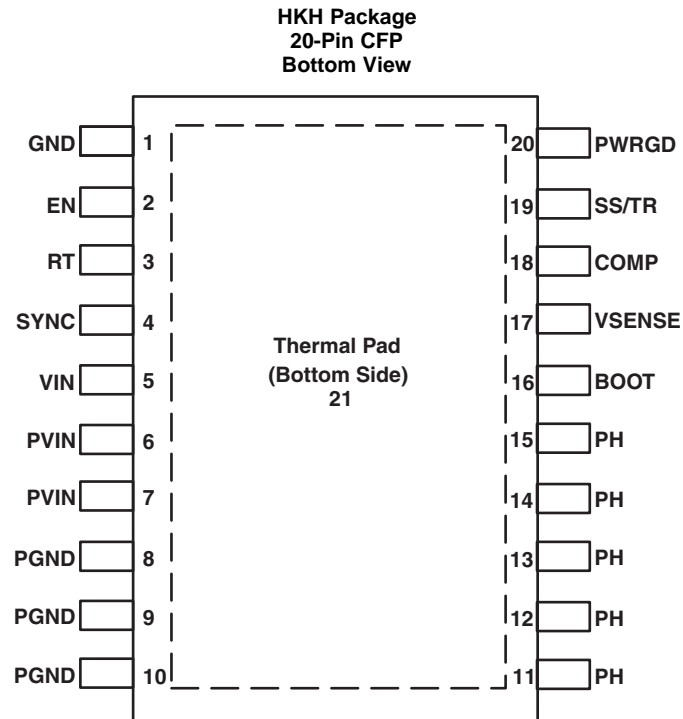 HKH Package
20-Pin CFP
Bottom View
GND 1 20 PWRGD
EN 2 19 SS/TR
RT 3 18 COMP
SYNC 4 17 VSENSE
Thermal Pad
(Bottom Side)
21
VIN 5 16 BOOT
PVIN 6 15 PH
PVIN 7 14 PH
PGND 8 13 PH
PGND 9 12 PH
PGND 10 11 PH